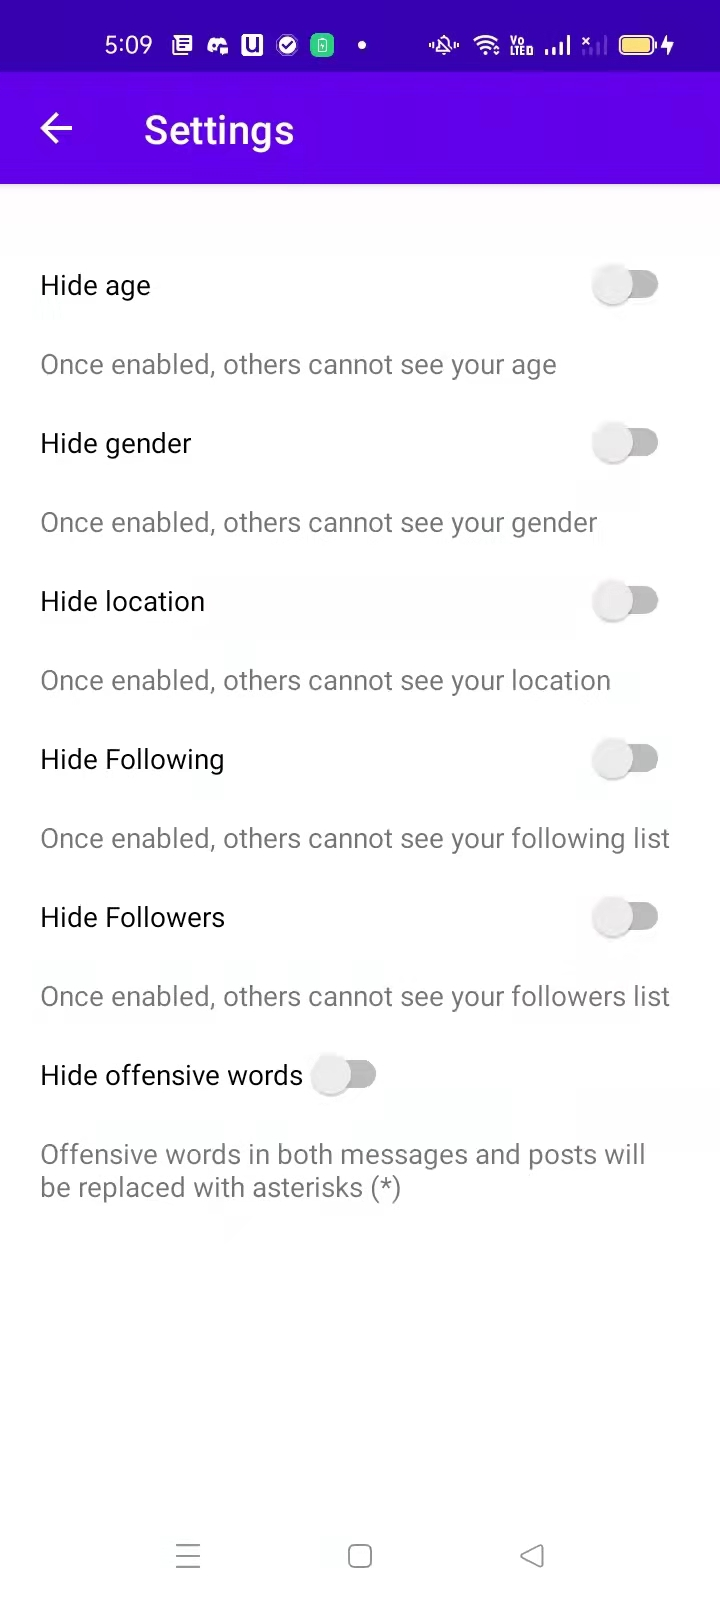 5:09
Vo
LTED
Settings
Hide age
Once enabled, others cannot see your age
Hide gender
Once enabled, others cannot see your gender
Hide location
Once enabled, others cannot see your location
Hide Following
Once enabled, others cannot see your following list
Hide Followers
Once enabled, others cannot see your followers list
Hide offensive words
Offensive words in both messages and posts will
be replaced with asterisks (*)